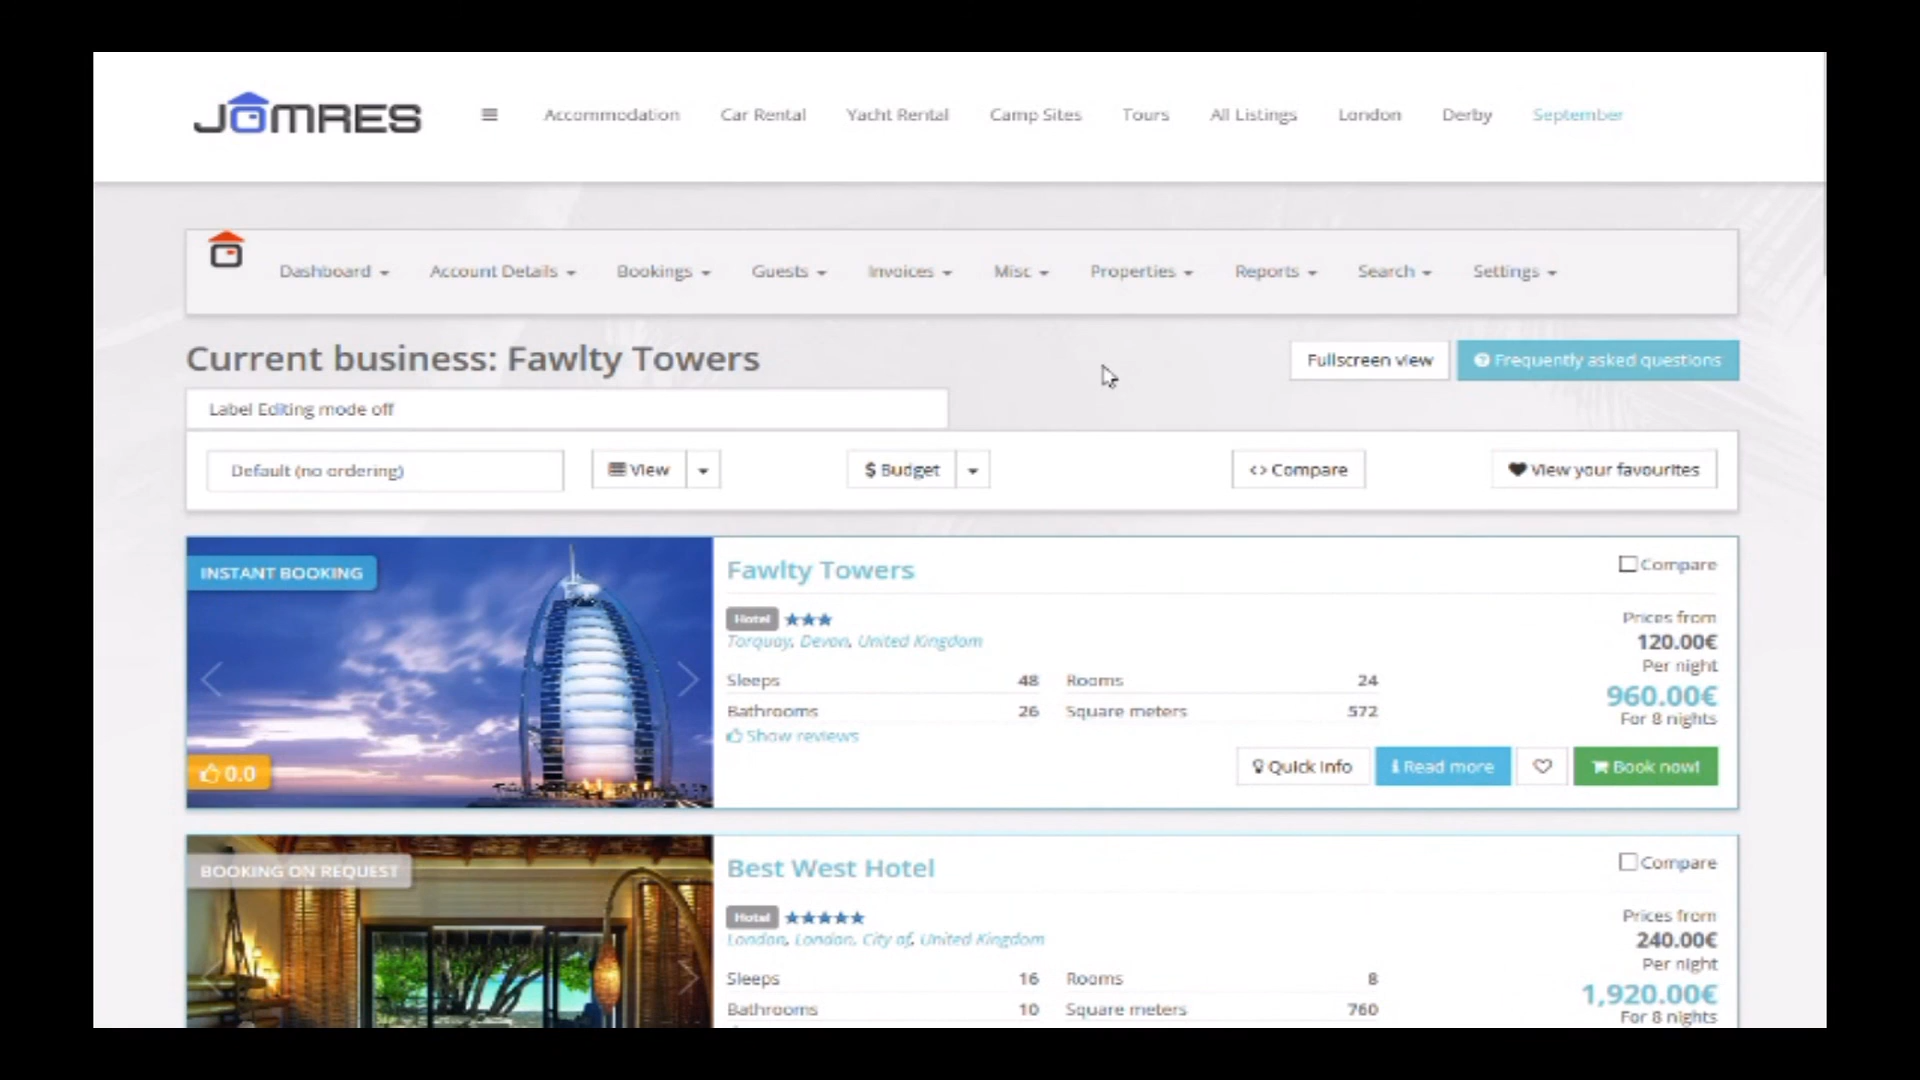 JOMRES
Accommodation Car Rental Yacht Rental Camp Sites Tours All Listings London Derby September
Dashboard Account Details Bookings Guests Invoices Misc Properties Reports Search Settings
Current business: Fawlty Towers
Fullscreen view Frequently asked questions
Label Editing mode off
Default (no ordering) View $ Budget <> Compare View your favourites
INSTANT BOOKING
0.0
Fawlty Towers
Compare
Hotel
Torquay, Devon, United Kingdom
Sleeps 48 Rooms 24
Bathrooms 26 Square meters 572
Show reviews
Prices from
120.00€
Per night
960.00€
For 8 nights
Quick Info Read more Book now!
BOOKING ON REQUEST
Best West Hotel
Compare
Hotel
London, London, City of, United Kingdom
Sleeps 16 Rooms 8
Bathrooms 10 Square meters 760
Prices from
240.00€
Per night
1,920.00€
For 8 nights